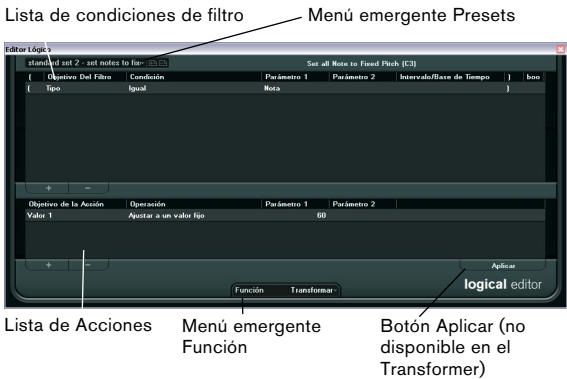 Lista de condiciones de filtro
Menú emergente Presets
Editor Lógico
standard set 2 - set notes to fix
Set all Note to Fixed Pitch (C3)
( Objetivo Del Filtro Condición Parámetro 1 Parámetro 2 Intervalo/Base de Tiempo ) boo
( Tipo Igual Nota )
+ −
Objetivo de la Acción Operación Parámetro 1 Parámetro 2
Valor 1 Ajustar a un valor fijo 60
+ −
Aplicar
Función Transformar
logical editor
Lista de Acciones
Menú emergente
Función
Botón Aplicar (no
disponible en el
Transformer)